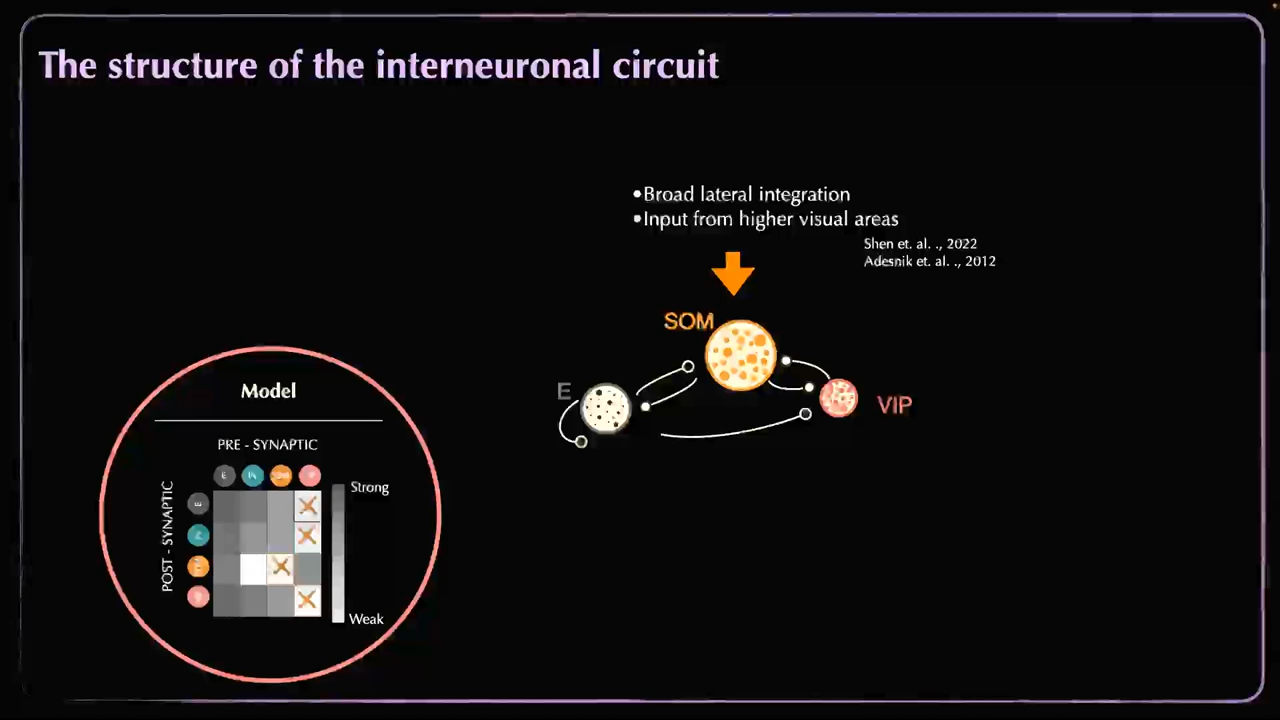 The structure of the interneuronal circuit
•Broad lateral integration
•Input from higher visual areas
Shen et. al. ., 2022
Adesnik et. al. ., 2012
SOM
E
VIP
Model
PRE - SYNAPTIC
E
Strong
POST - SYNAPTIC
E
Weak